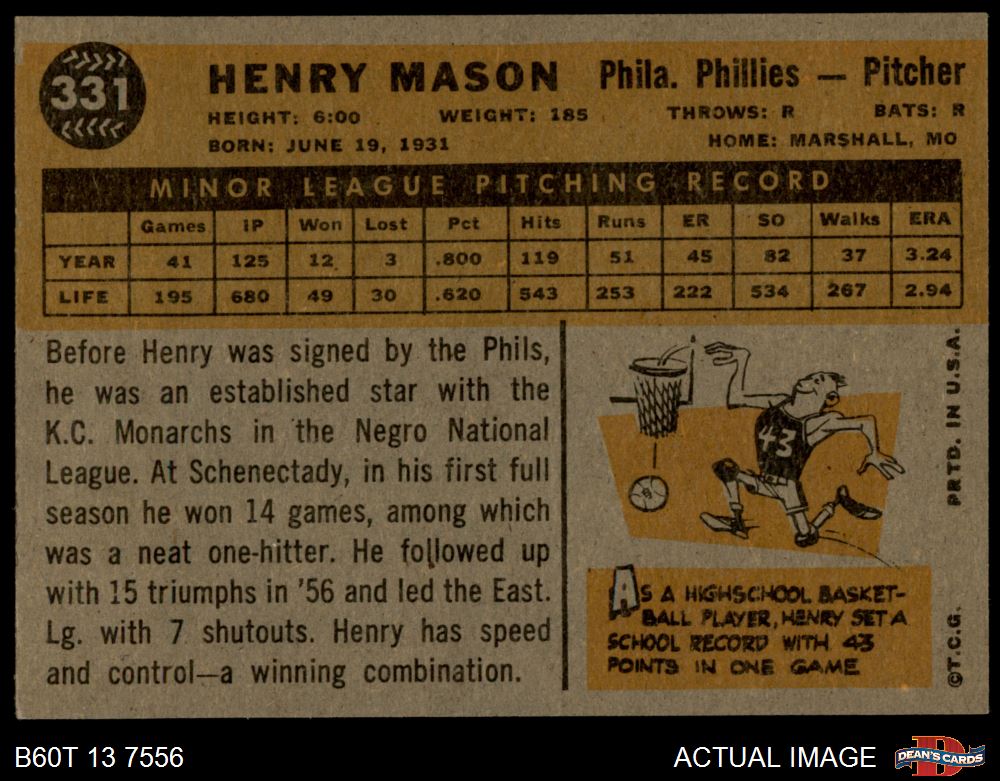 331
HENRY MASON Phila. Phillies — Pitcher
HEIGHT: 6:00 WEIGHT: 185 THROWS: R BATS: R
BORN: JUNE 19, 1931 HOME: MARSHALL, MO
MINOR LEAGUE PITCHING RECORD
Games IP Won Lost Pct Hits Runs ER SO Walks ERA
YEAR 41 125 12 3 .800 119 51 45 82 37 3.24
LIFE 195 680 49 30 .620 543 253 222 534 267 2.94
Before Henry was signed by the Phils,
he was an established star with the
K.C. Monarchs in the Negro National
League. At Schenectady, in his first full
season he won 14 games, among which
was a neat one-hitter. He followed up
with 15 triumphs in '56 and led the East.
Lg. with 7 shutouts. Henry has speed
and control—a winning combination.
43
AS A HIGHSCHOOL BASKET-
BALL PLAYER, HENRY SET A
SCHOOL RECORD WITH 43
POINTS IN ONE GAME
©T.C.G. PRTD. IN U.S.A.
B60T 13 7556 ACTUAL IMAGE
D
DEAN'S CARDS